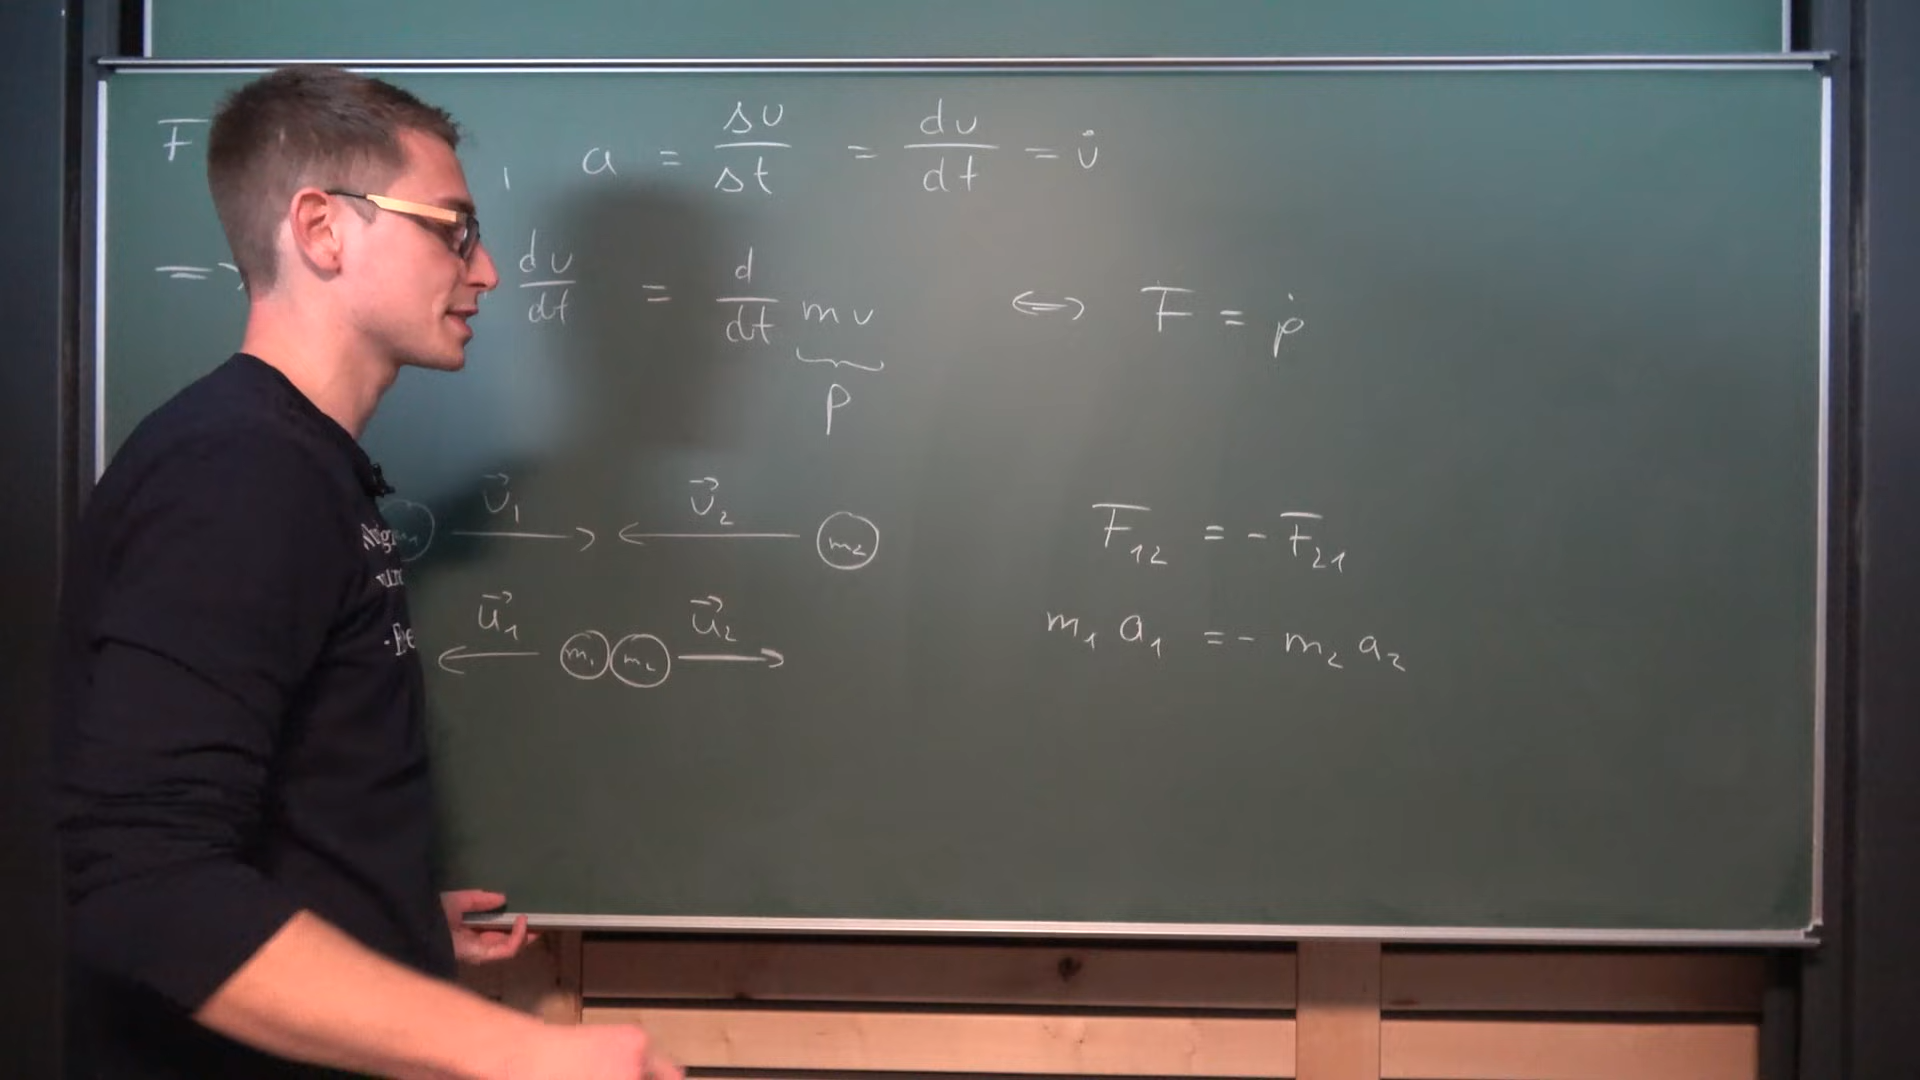 F , a = Δv/Δt = dv/dt = v̇
=> dv/dt = d/dt mv <=> F = ṗ
p
v⃗₁ v⃗₂ m₂
F₁₂ = - F₂₁
u⃗₁ m₁ m₂ u⃗₂
m₁ a₁ = - m₂ a₂